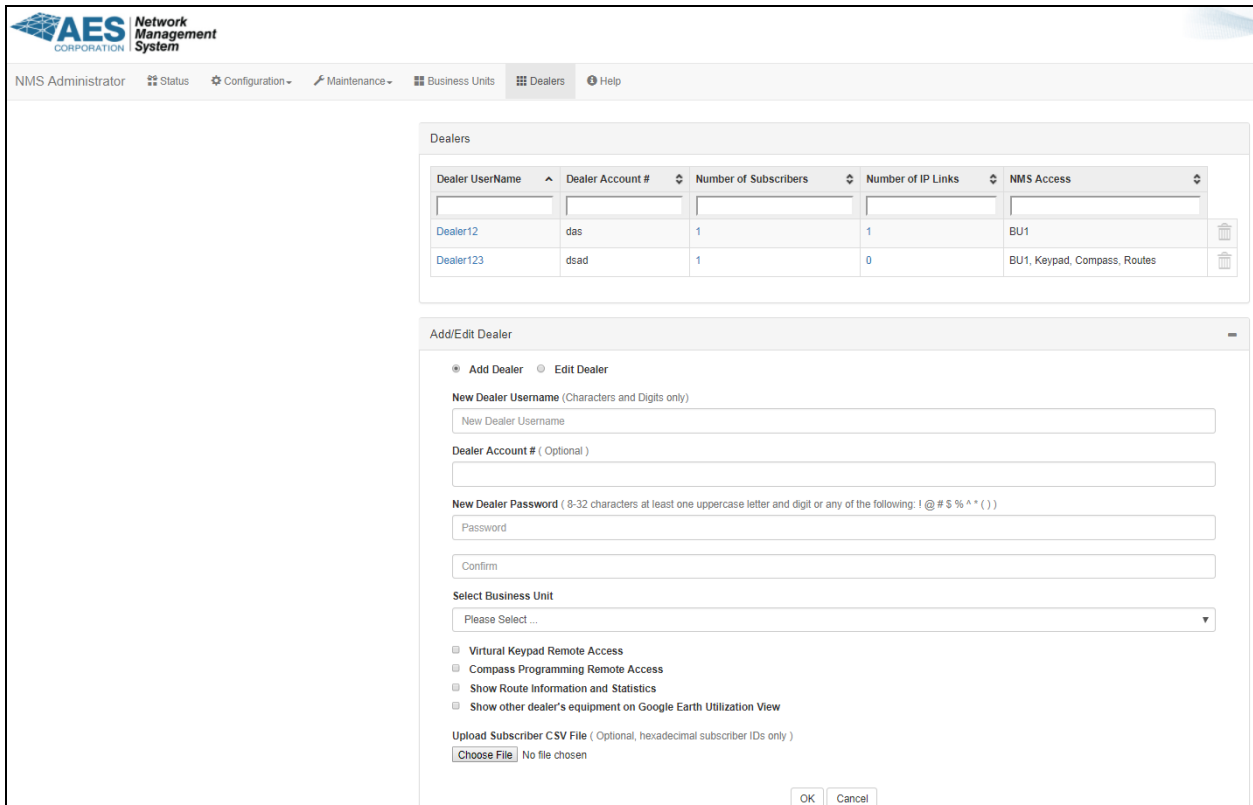 AES
CORPORATION
Network
Management
System
NMS Administrator Status Configuration Maintenance Business Units Dealers Help
Dealers
Dealer UserName Dealer Account # Number of Subscribers Number of IP Links NMS Access
Dealer12 das 1 1 BU1
Dealer123 dsad 1 0 BU1, Keypad, Compass, Routes
Add/Edit Dealer
Add Dealer Edit Dealer
New Dealer Username (Characters and Digits only)
New Dealer Username
Dealer Account # ( Optional )
New Dealer Password ( 8-32 characters at least one uppercase letter and digit or any of the following: ! @ # $ % ^ * ( ) )
Password
Confirm
Select Business Unit
Please Select ...
Virtural Keypad Remote Access
Compass Programming Remote Access
Show Route Information and Statistics
Show other dealer's equipment on Google Earth Utilization View
Upload Subscriber CSV File ( Optional, hexadecimal subscriber IDs only )
Choose File No file chosen
OK Cancel